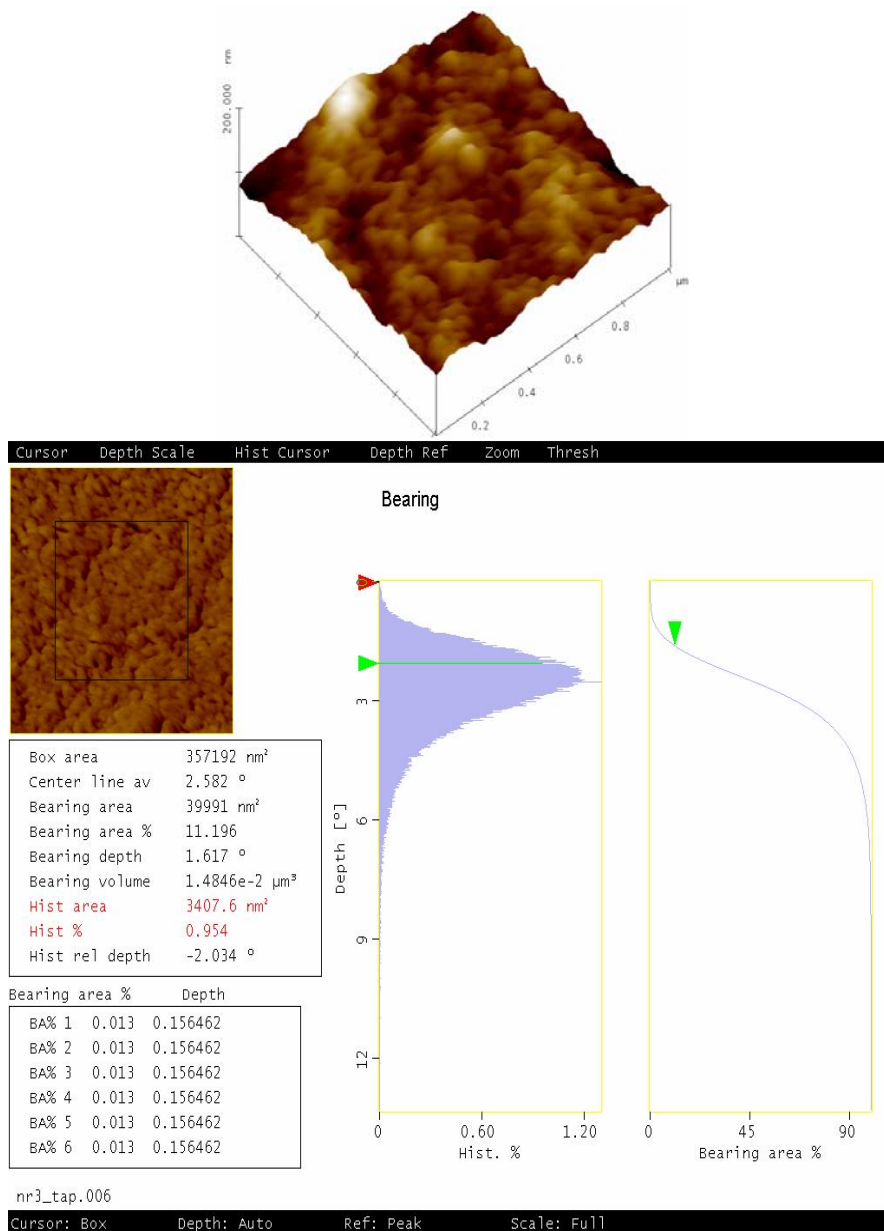 200.000 nm
µm
0.8
0.6
0.4
0.2
Cursor Depth Scale Hist Cursor Depth Ref Zoom Thresh
Bearing
Box area 357192 nm²
Center line av 2.582 º
Bearing area 39991 nm²
Bearing area % 11.196
Bearing depth 1.617 º
Bearing volume 1.4846e-2 µm³
Hist area 3407.6 nm²
Hist % 0.954
Hist rel depth -2.034 º
Bearing area % Depth
BA% 1 0.013 0.156462
BA% 2 0.013 0.156462
BA% 3 0.013 0.156462
BA% 4 0.013 0.156462
BA% 5 0.013 0.156462
BA% 6 0.013 0.156462
nr3_tap.006
3
6
9
12
Depth [º]
0 0.60 1.20
Hist. %
0 45 90
Bearing area %
Cursor: Box Depth: Auto Ref: Peak Scale: Full